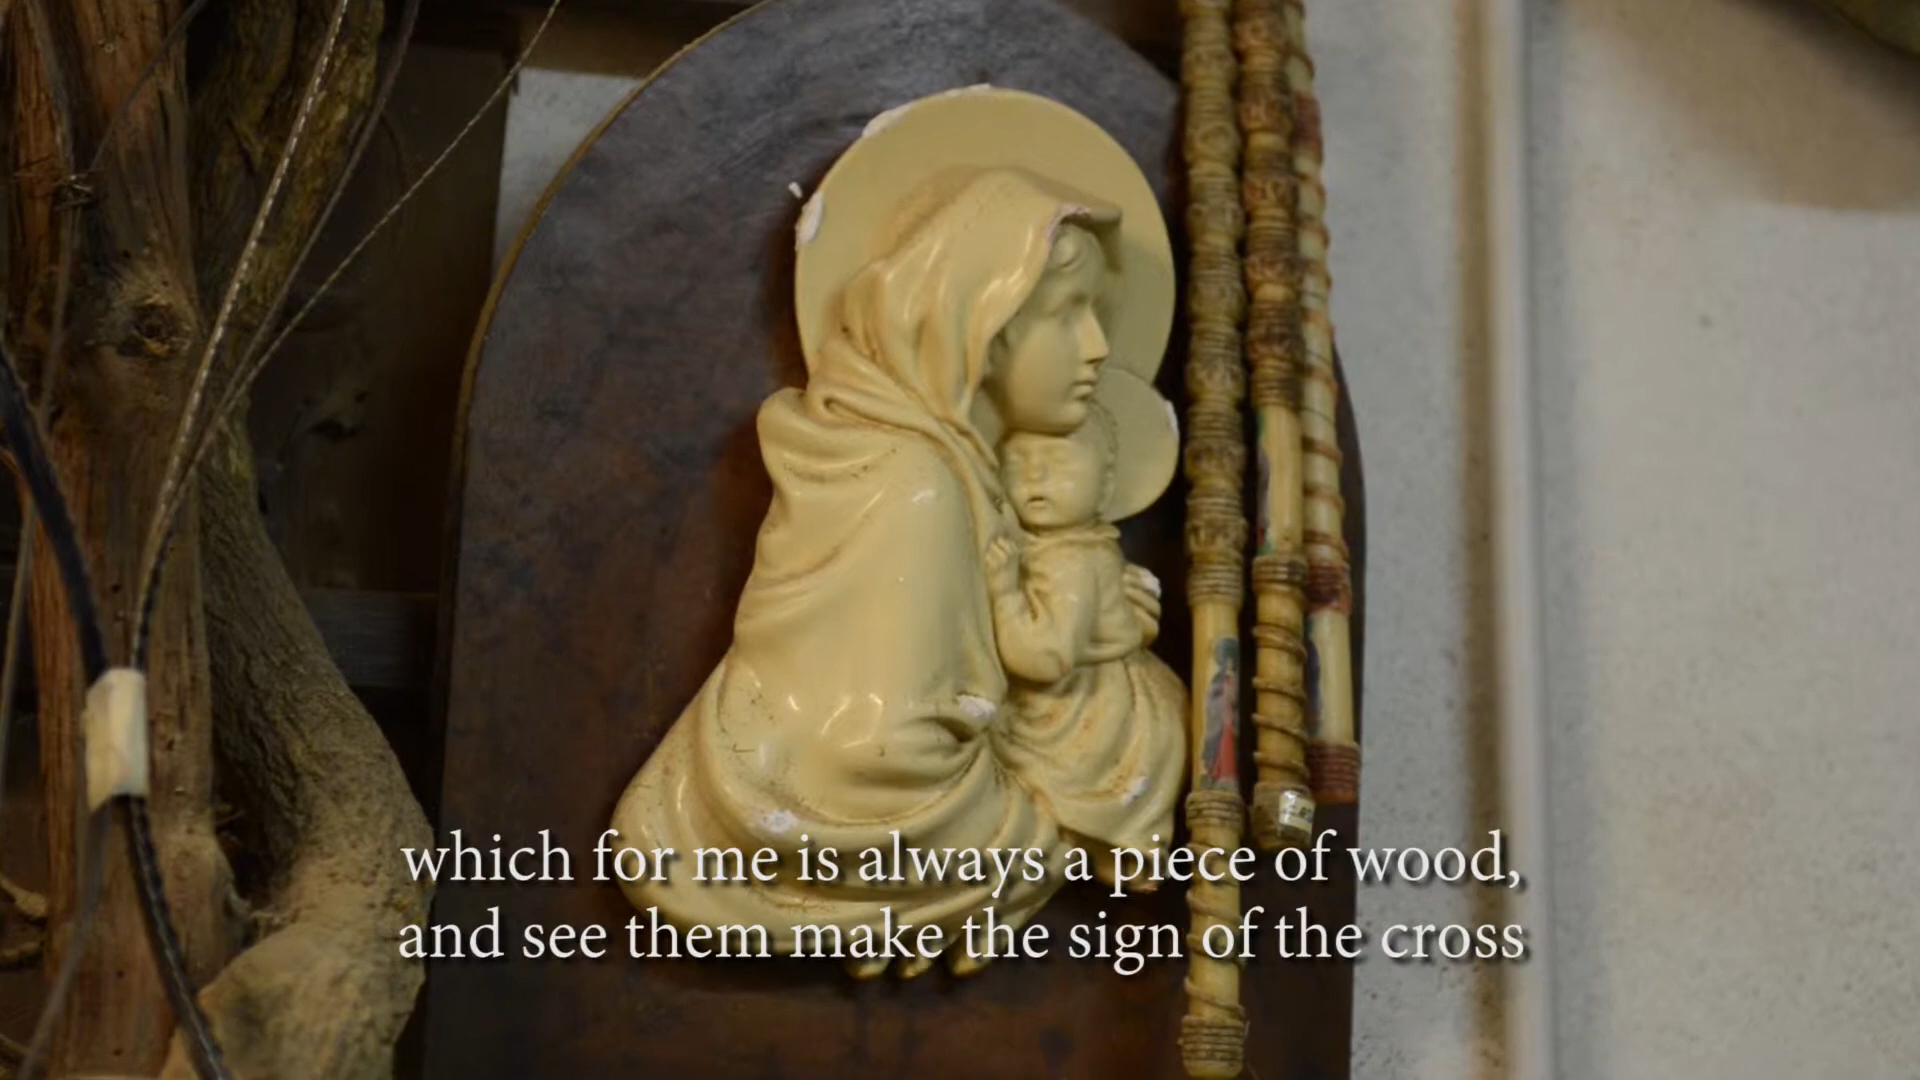 which for me is always a piece of wood,
and see them make the sign of the cross